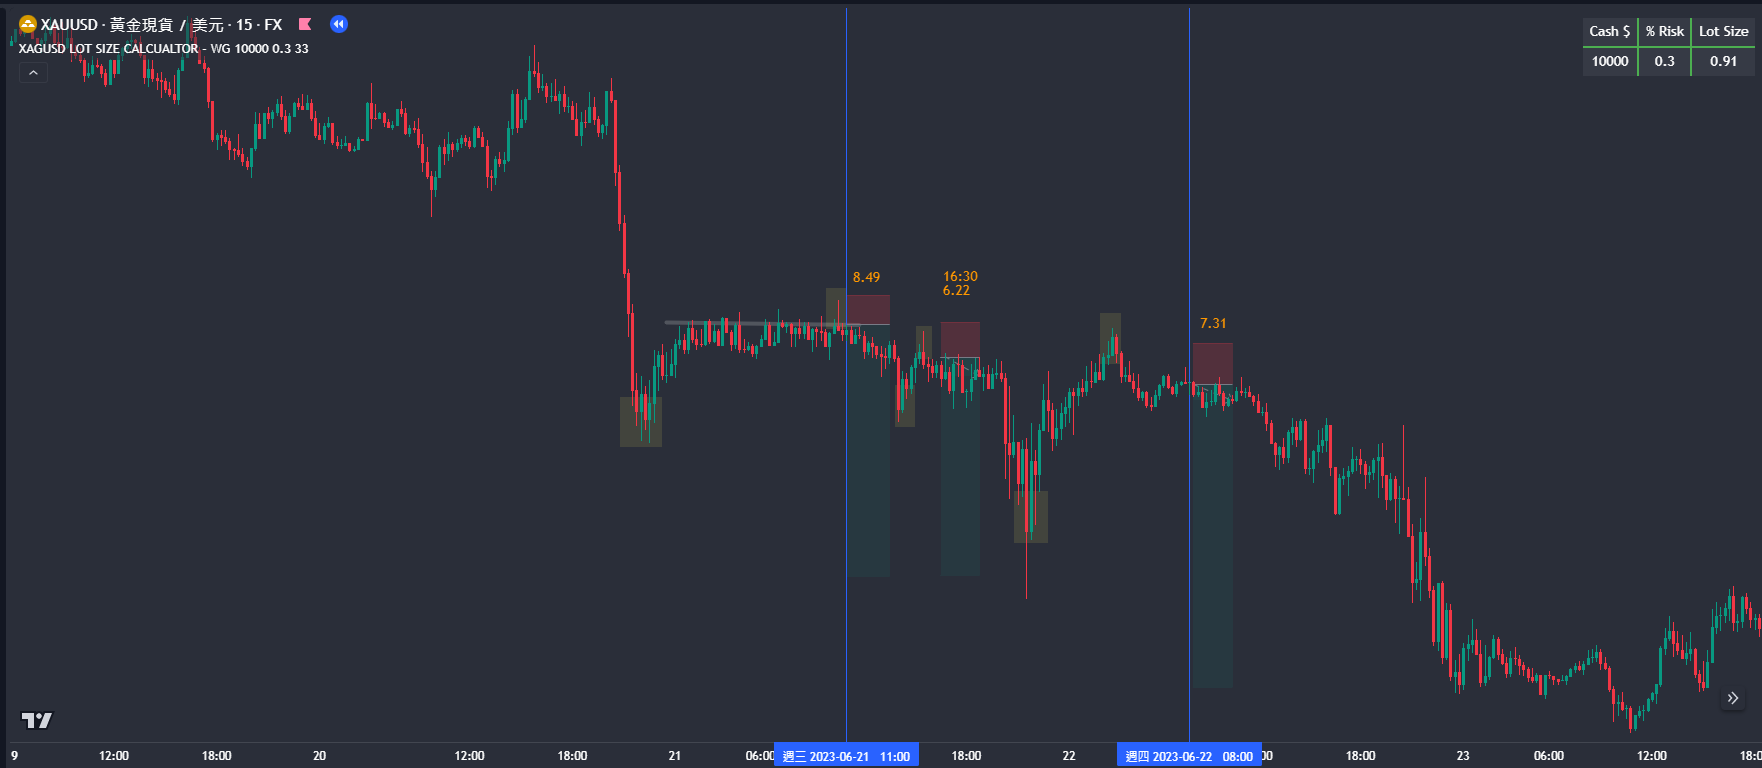 XAUUSD · 黃金現貨 / 美元 · 15 · FX
XAGUSD LOT SIZE CALCUALTOR - WG 10000 0.3 33
Cash $ % Risk Lot Size
10000 0.3 0.91
8.49
16:30
6.22
7.31
9 12:00 18:00 20 12:00 18:00 21 06:00 週三 2023-06-21 11:00 18:00 22 週四 2023-06-22 08:00 18:00 23 06:00 12:00